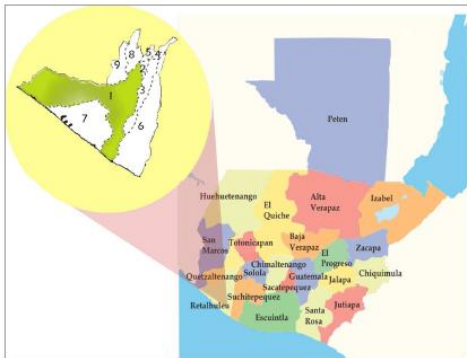 8
5
4
9
2
1
3
7
6
Peten
Huehuetenango
El
Quiche
Alta
Verapaz
Izabel
San
Marcos
Totonicapan
Baja
Verapaz
El
Progreso
Zacapa
Chimaltenango
Quetzaltenango
Solola
Guatemala
Jalapa
Chiquimula
Sacatepequez
Retalhuleu
Suchitepequez
Escuintla
Santa
Rosa
Jutiapa